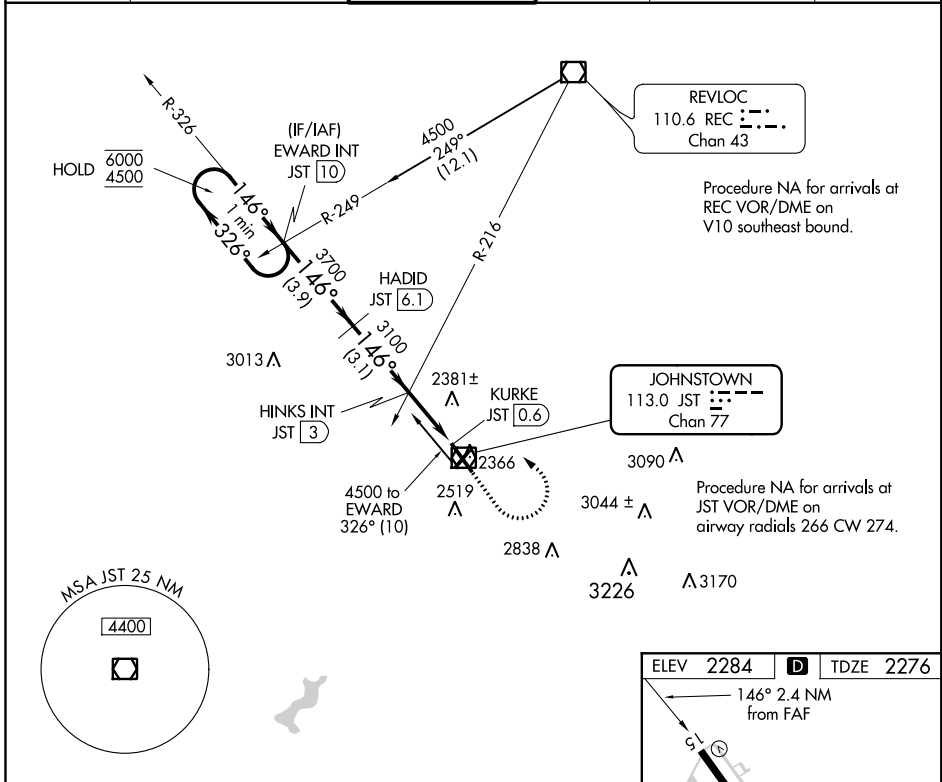 R-326
(IF/IAF)
EWARD INT
JST 10
HOLD 6000
4500
146°
1 min
326°
4500
249°
(12.1)
R-249
R-216
REVLOC
110.6 REC
Chan 43
Procedure NA for arrivals at
REC VOR/DME on
V10 southeast bound.
3700
146°
(3.9)
HADID
JST 6.1
3100
146°
(3.1)
3013
2381±
HINKS INT
JST 3
KURKE
JST 0.6
JOHNSTOWN
113.0 JST
Chan 77
2366
3090
4500 to
EWARD
326° (10)
2519
3044 ±
Procedure NA for arrivals at
JST VOR/DME on
airway radials 266 CW 274.
2838
3226
3170
MSA JST 25 NM
4400
ELEV 2284 D TDZE 2276
146° 2.4 NM
from FAF
15
V